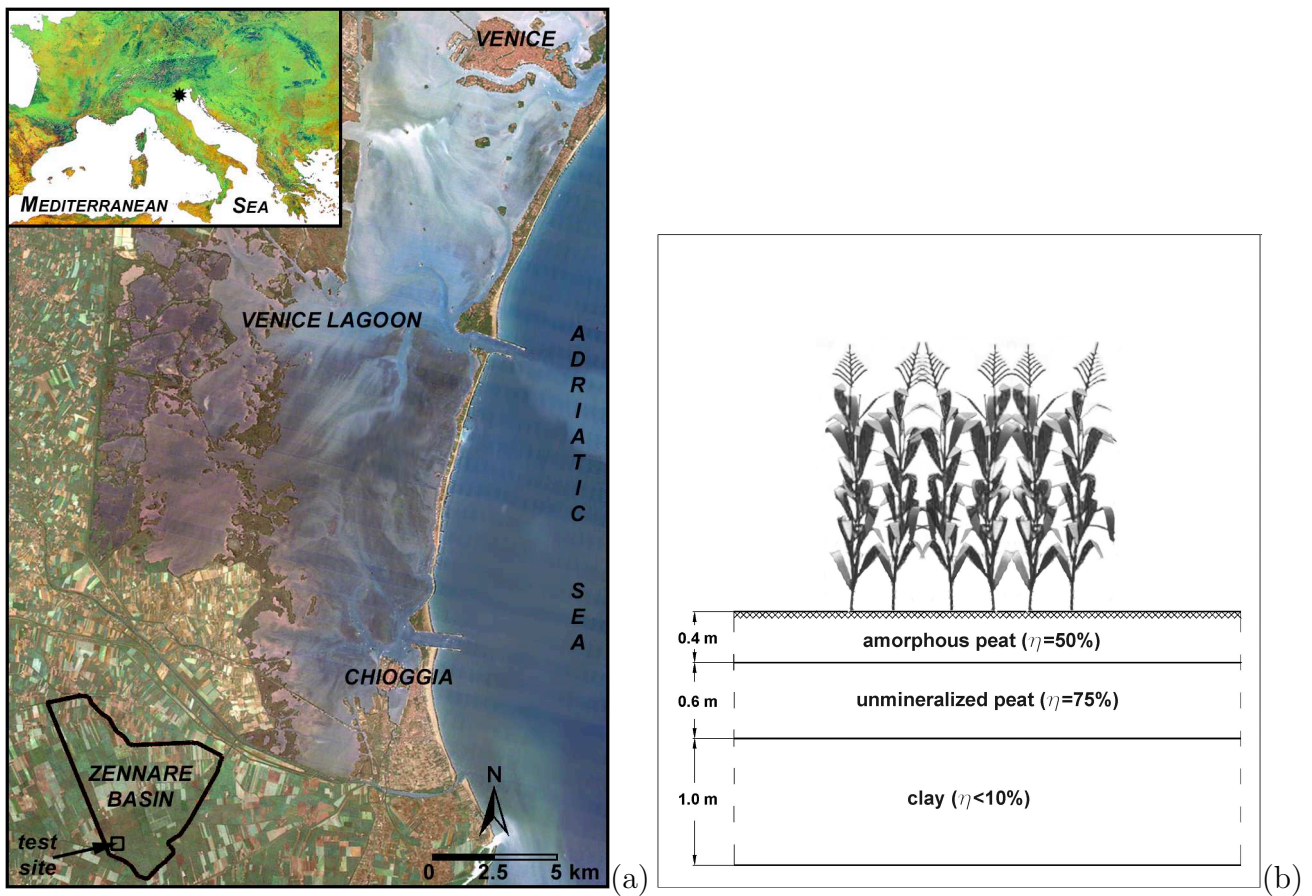 VENICE
MEDITERRANEAN SEA
VENICE LAGOON
ADRIATIC SEA
CHIOGGIA
ZENNARE
BASIN
test
site
N
0 2.5 5 km
(a)
0.4 m
amorphous peat (η=50%)
0.6 m
unmineralized peat (η=75%)
1.0 m
clay (η<10%)
(b)